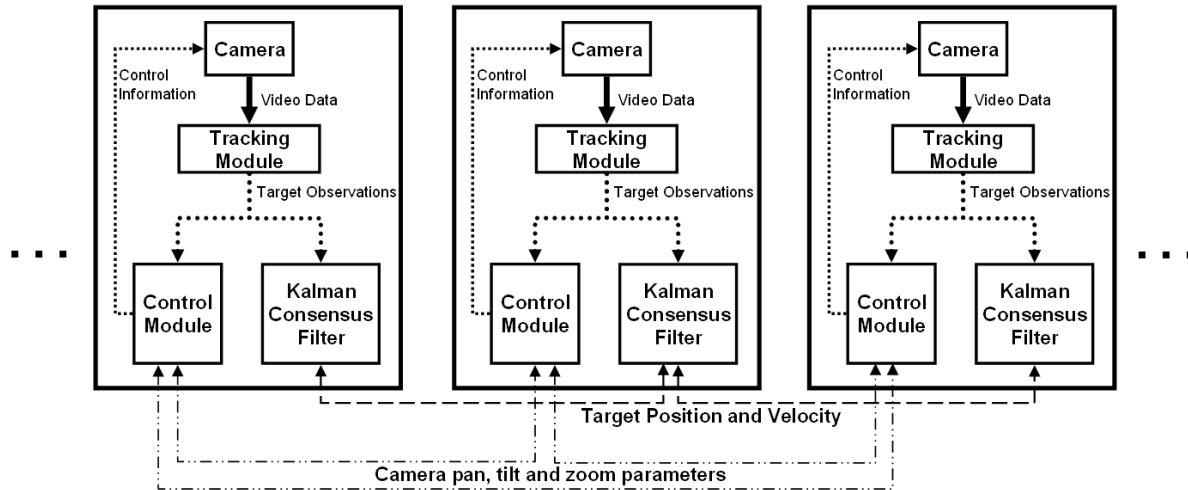 Camera
Control
Information
Video Data
Tracking
Module
Target Observations
Control
Module
Kalman
Consensus
Filter
Camera
Control
Information
Video Data
Tracking
Module
Target Observations
Control
Module
Kalman
Consensus
Filter
Camera
Control
Information
Video Data
Tracking
Module
Target Observations
Control
Module
Kalman
Consensus
Filter
. . .
. . .
Target Position and Velocity
Camera pan, tilt and zoom parameters